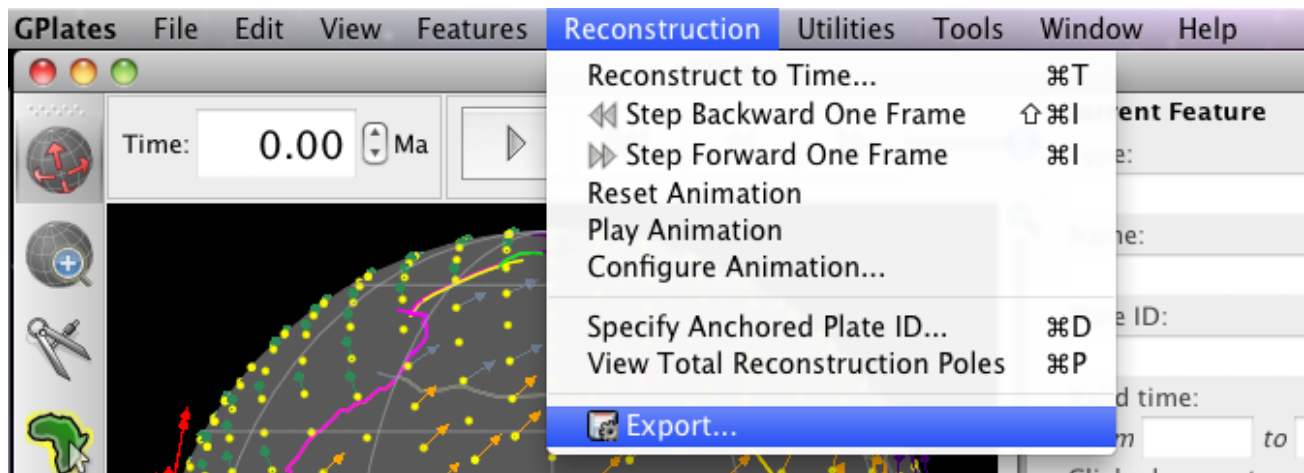 GPlates File Edit View Features Reconstruction Utilities Tools Window Help
Reconstruct to Time... ⌘T
Step Backward One Frame ⇧⌘I
Step Forward One Frame ⌘I
Reset Animation
Play Animation
Configure Animation...
Specify Anchored Plate ID... ⌘D
View Total Reconstruction Poles ⌘P
Export...
Time: 0.00 Ma
Feature
ID:
time:
to